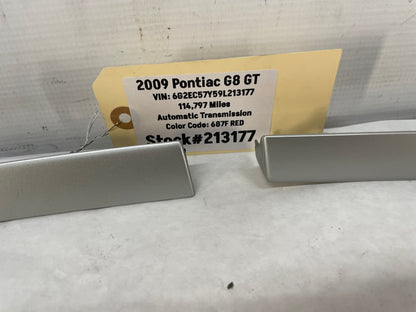 2009 Pontiac G8 GT
VIN: 6G2EC57Y59L213177
114,797 Miles
Automatic Transmission
Color Code: 687F RED
Stock#213177